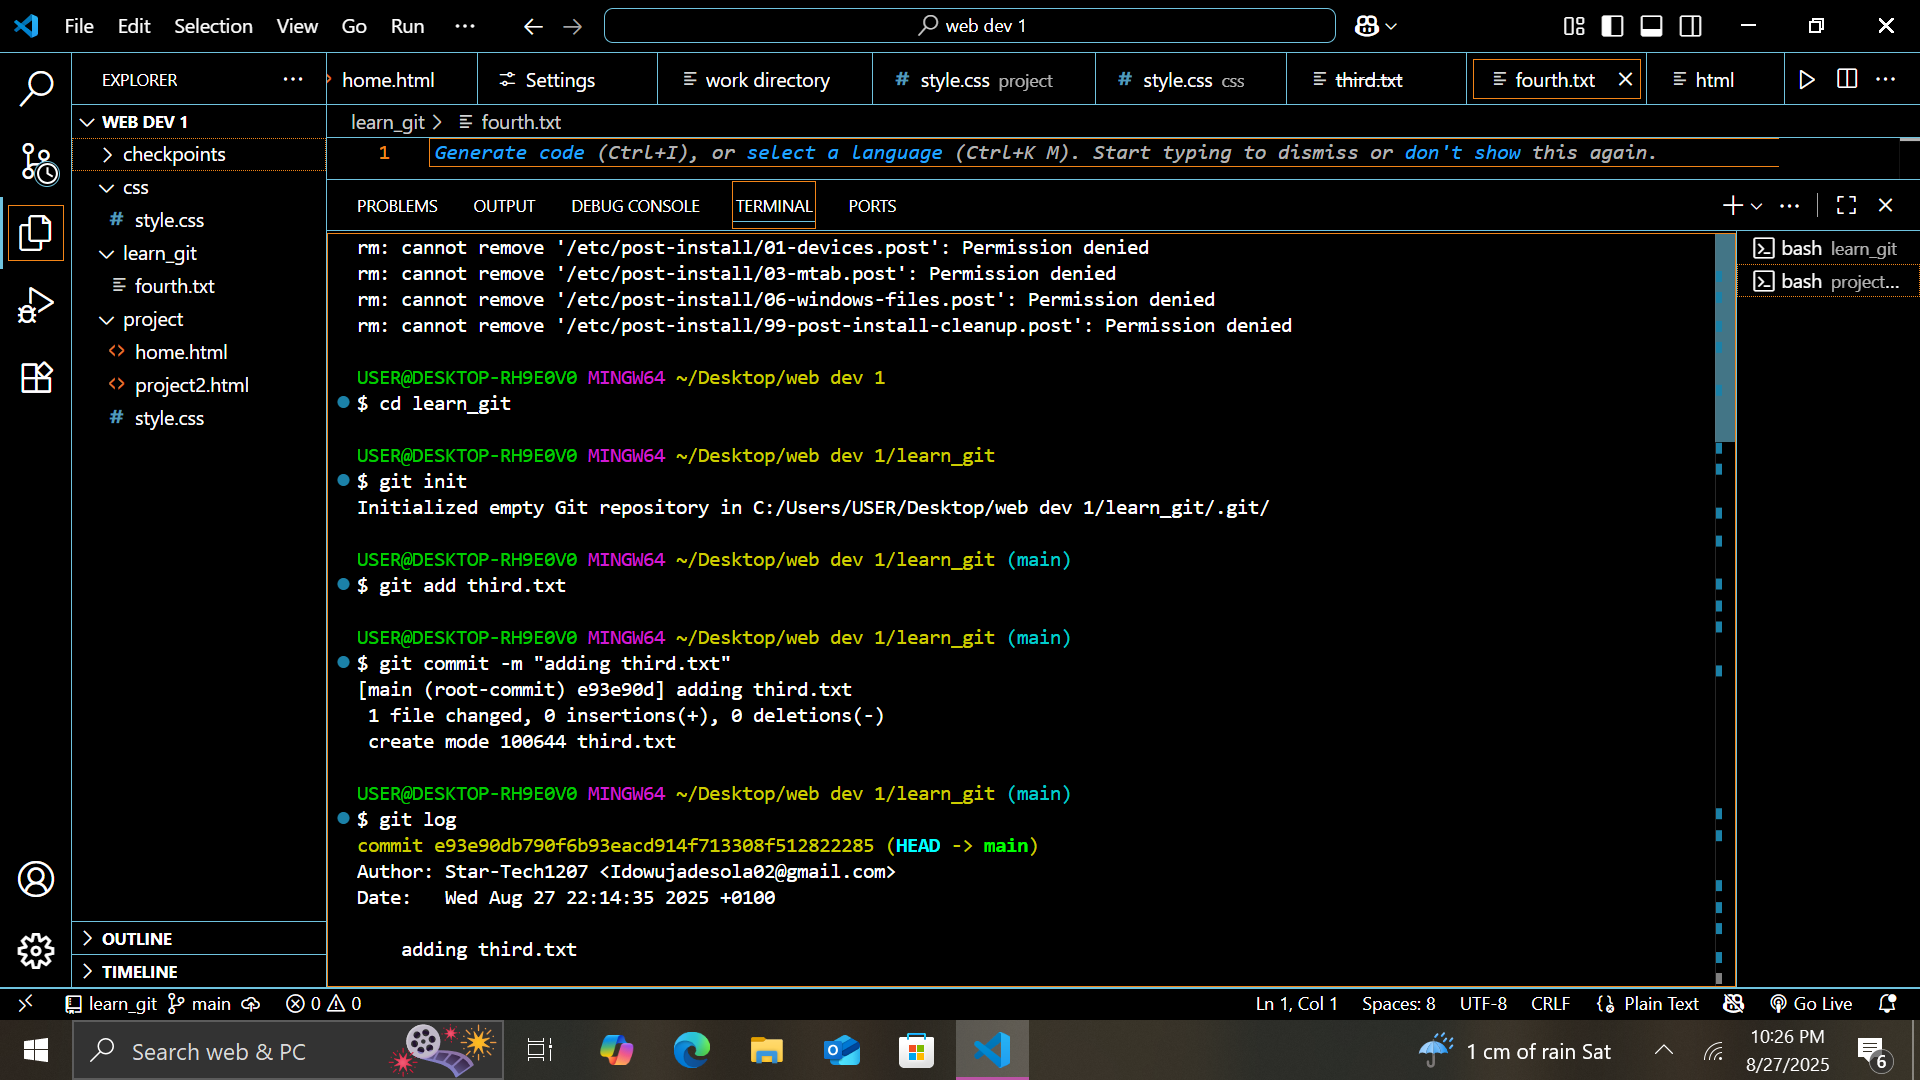 File Edit Selection View Go Run ··· web dev 1
EXPLORER ···
home.html Settings work directory style.css project style.css css third.txt fourth.txt html ···
WEB DEV 1
checkpoints
css
style.css
learn_git
fourth.txt
project
home.html
project2.html
style.css
OUTLINE
TIMELINE
learn_git > fourth.txt
1 Generate code (Ctrl+I), or select a language (Ctrl+K M). Start typing to dismiss or don't show this again.
PROBLEMS OUTPUT DEBUG CONSOLE TERMINAL PORTS
rm: cannot remove '/etc/post-install/01-devices.post': Permission denied
rm: cannot remove '/etc/post-install/03-mtab.post': Permission denied
rm: cannot remove '/etc/post-install/06-windows-files.post': Permission denied
rm: cannot remove '/etc/post-install/99-post-install-cleanup.post': Permission denied
USER@DESKTOP-RH9E0V0 MINGW64 ~/Desktop/web dev 1
$ cd learn_git
USER@DESKTOP-RH9E0V0 MINGW64 ~/Desktop/web dev 1/learn_git
$ git init
Initialized empty Git repository in C:/Users/USER/Desktop/web dev 1/learn_git/.git/
USER@DESKTOP-RH9E0V0 MINGW64 ~/Desktop/web dev 1/learn_git (main)
$ git add third.txt
USER@DESKTOP-RH9E0V0 MINGW64 ~/Desktop/web dev 1/learn_git (main)
$ git commit -m "adding third.txt"
[main (root-commit) e93e90d] adding third.txt
1 file changed, 0 insertions(+), 0 deletions(-)
create mode 100644 third.txt
USER@DESKTOP-RH9E0V0 MINGW64 ~/Desktop/web dev 1/learn_git (main)
$ git log
commit e93e90db790f6b93eacd914f713308f512822285 (HEAD -> main)
Author: Star-Tech1207 <Idowujadesola02@gmail.com>
Date: Wed Aug 27 22:14:35 2025 +0100
adding third.txt
bash learn_git
bash project...
learn_git main 0 0 Ln 1, Col 1 Spaces: 8 UTF-8 CRLF Plain Text Go Live
Search web & PC 1 cm of rain Sat
10:26 PM
8/27/2025
6